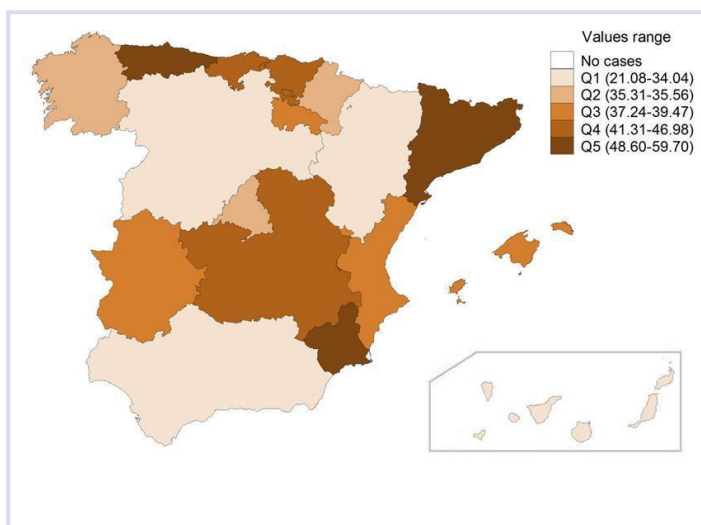 Values range
No cases
Q1 (21.08-34.04)
Q2 (35.31-35.56)
Q3 (37.24-39.47)
Q4 (41.31-46.98)
Q5 (48.60-59.70)